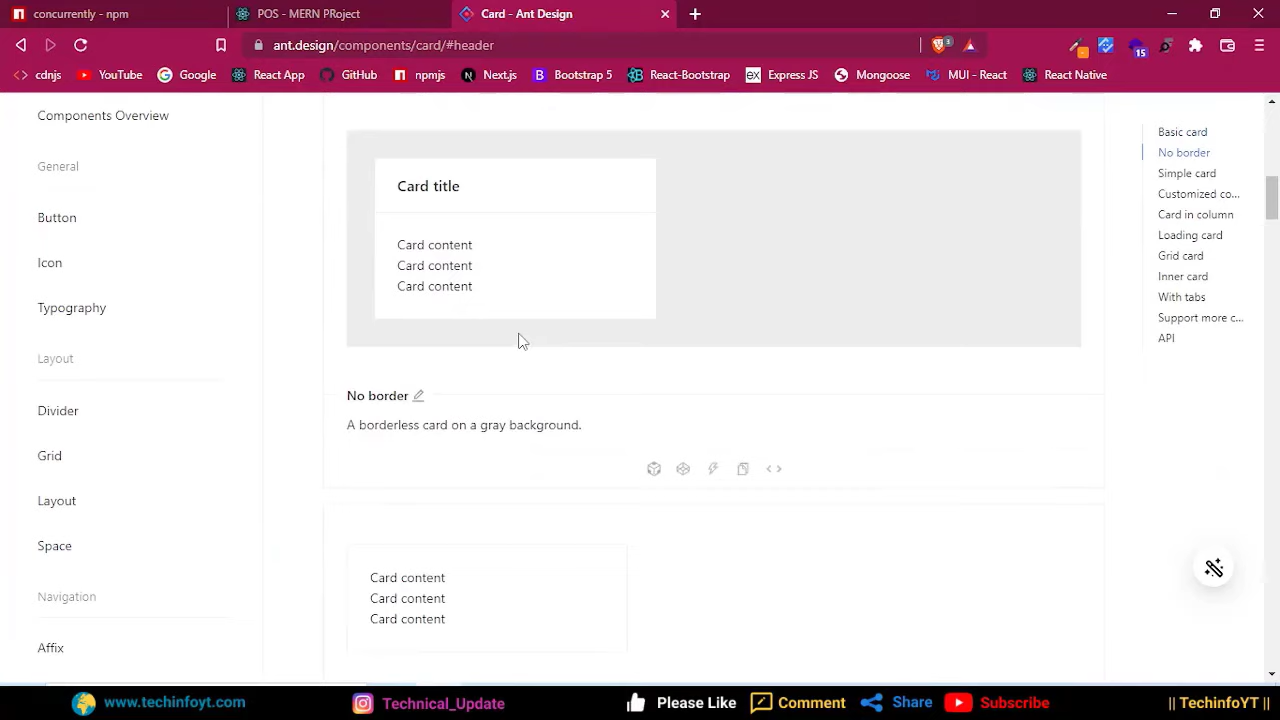 concurrently - npm
POS - MERN PRoject
Card - Ant Design
ant.design/components/card/#header
3
15
cdnjs
YouTube
Google
React App
GitHub
npmjs
Next.js
Bootstrap 5
React-Bootstrap
ex
Express JS
Mongoose
MUI - React
React Native
Components Overview
General
Button
Icon
Typography
Layout
Divider
Grid
Layout
Space
Navigation
Affix
Card title
Card content
Card content
Card content
No border
A borderless card on a gray background.
Card content
Card content
Card content
Basic card
No border
Simple card
Customized co...
Card in column
Loading card
Grid card
Inner card
With tabs
Support more c...
API
www.techinfoyt.com
Technical_Update
Please Like
Comment
Share
Subscribe
|| TechinfoYT ||